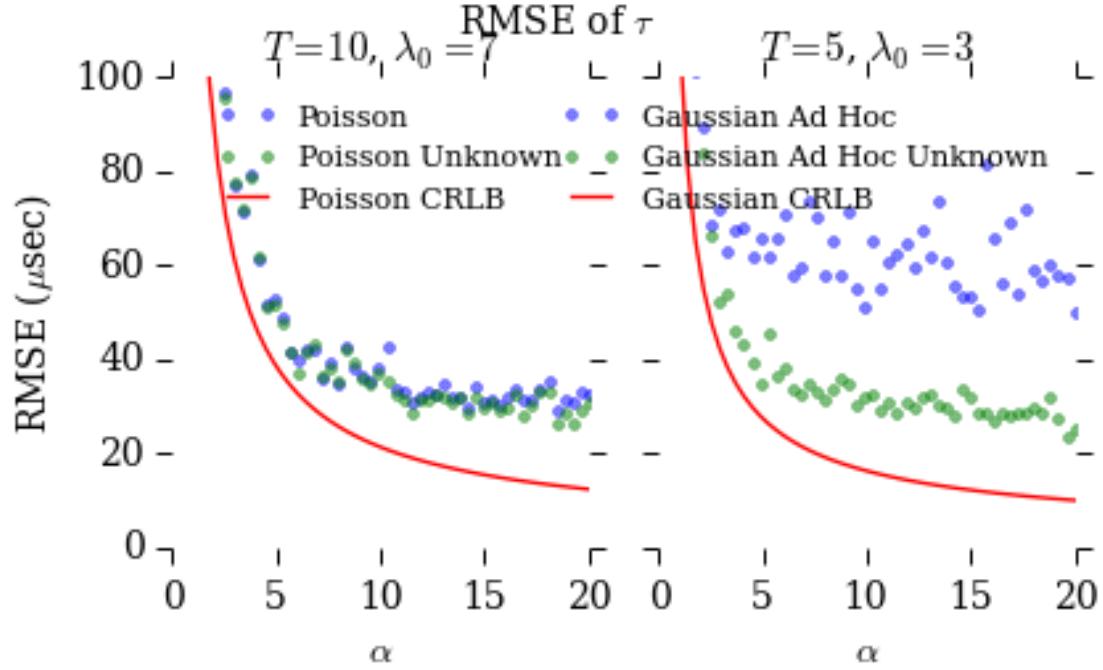 RMSE of τ
T=10, λ₀=7
T=5, λ₀=3
RMSE (μsec)
100
80
60
40
20
0
Poisson
Poisson Unknown
Poisson CRLB
Gaussian Ad Hoc
Gaussian Ad Hoc Unknown
Gaussian CRLB
0 5 10 15 20
0 5 10 15 20
α
α